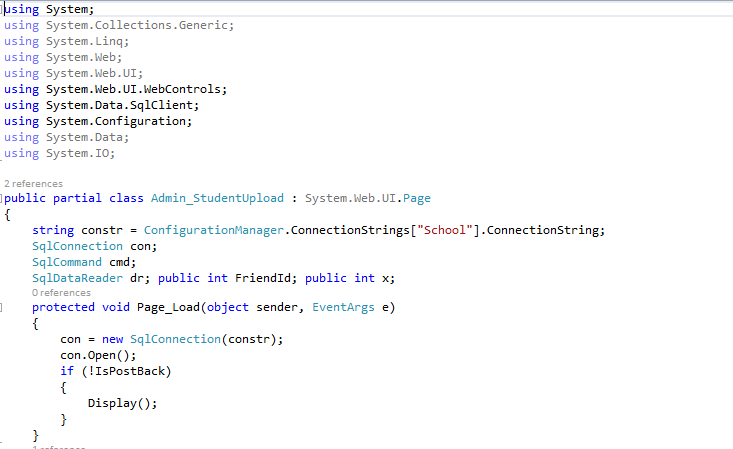 using System;
using System.Collections.Generic;
using System.Linq;
using System.Web;
using System.Web.UI;
using System.Web.UI.WebControls;
using System.Data.SqlClient;
using System.Configuration;
using System.Data;
using System.IO;
2 references
public partial class Admin_StudentUpload : System.Web.UI.Page
{
string constr = ConfigurationManager.ConnectionStrings["School"].ConnectionString;
SqlConnection con;
SqlCommand cmd;
SqlDataReader dr; public int FriendId; public int x;
0 references
protected void Page_Load(object sender, EventArgs e)
{
con = new SqlConnection(constr);
con.Open();
if (!IsPostBack)
{
Display();
}
}
1 reference